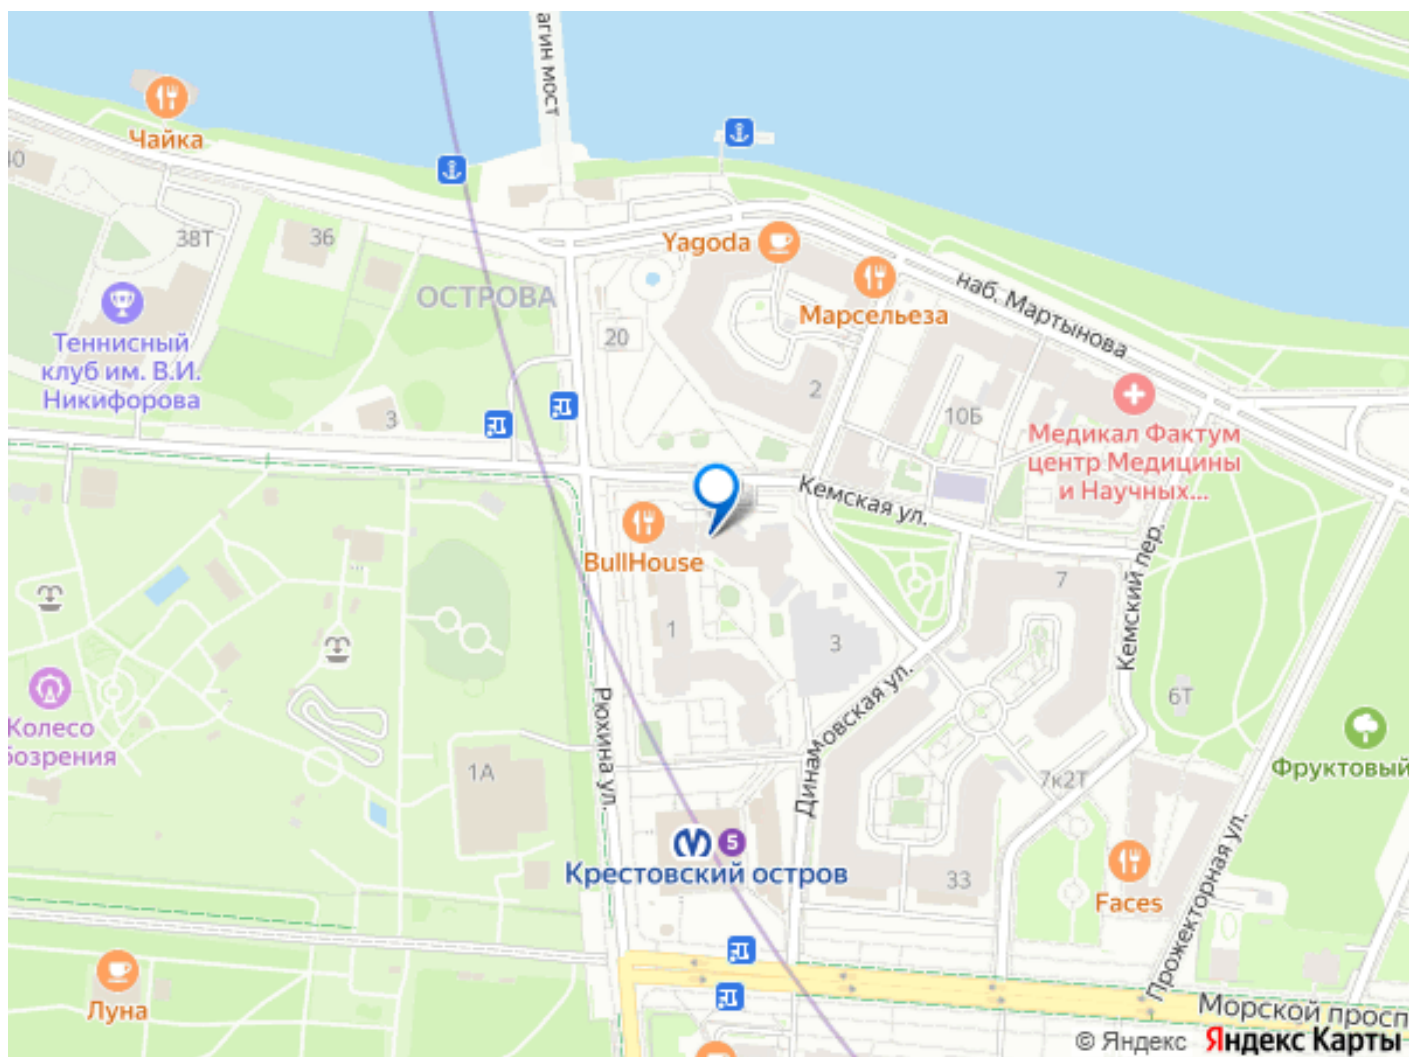 агин мост
Чайка
40
38Т
36
Yagoda
ОСТРОВА
наб. Мартынова
Марсельеза
20
Теннисный
клуб им. В.И.
Никифорова
2
3
10Б
Медикал Фактум
центр Медицины
и Научных...
Кемская ул.
BullHouse
7
Кемский пер.
1
3
6Т
Колесо
бозрения
Рюхина ул.
Динамовская ул.
Фруктовый
1А
7к2Т
5
Крестовский остров
33
Faces
Прожекторная ул.
Луна
Морской просп
© Яндекс Яндекс Карты